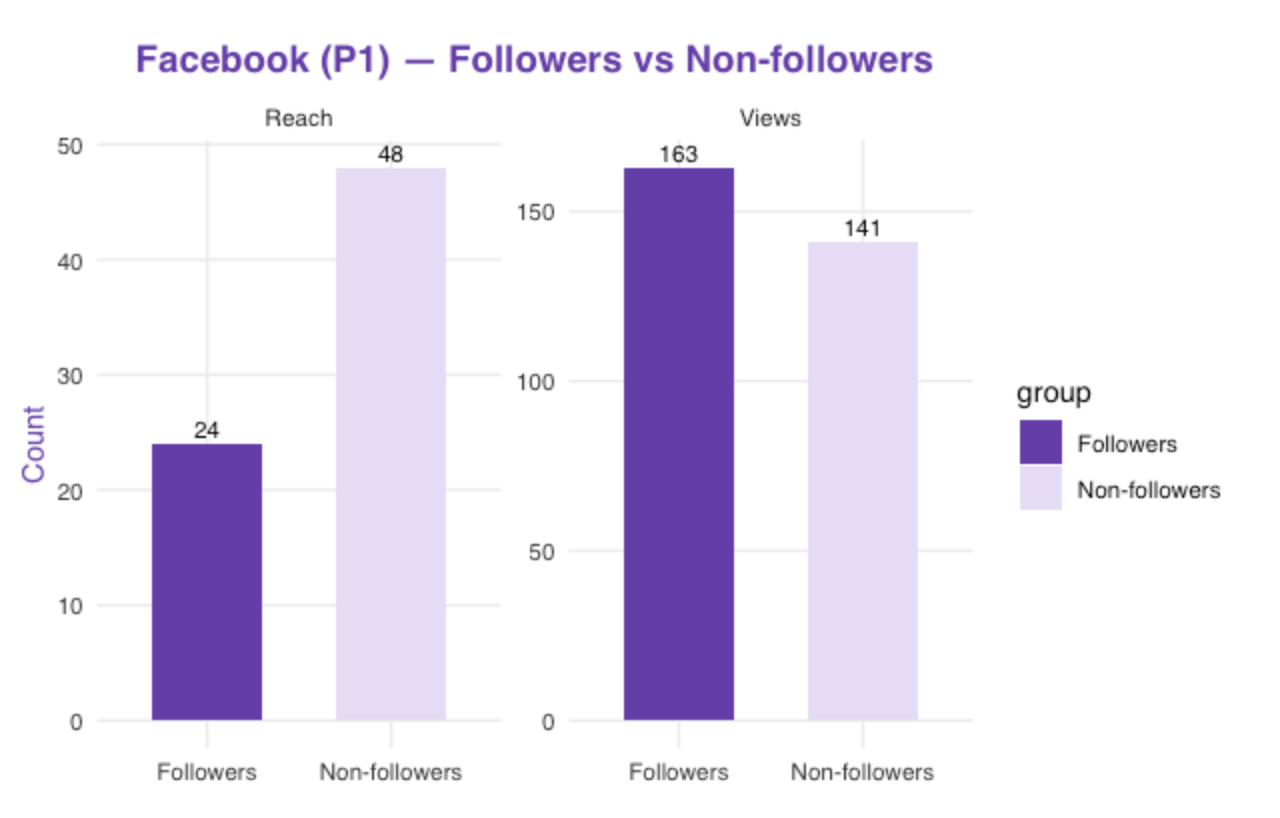 Facebook (P1) — Followers vs Non-followers
Reach
Views
Count
50
40
30
20
10
0
48
24
Followers
Non-followers
150
100
50
0
163
141
Followers
Non-followers
group
Followers
Non-followers